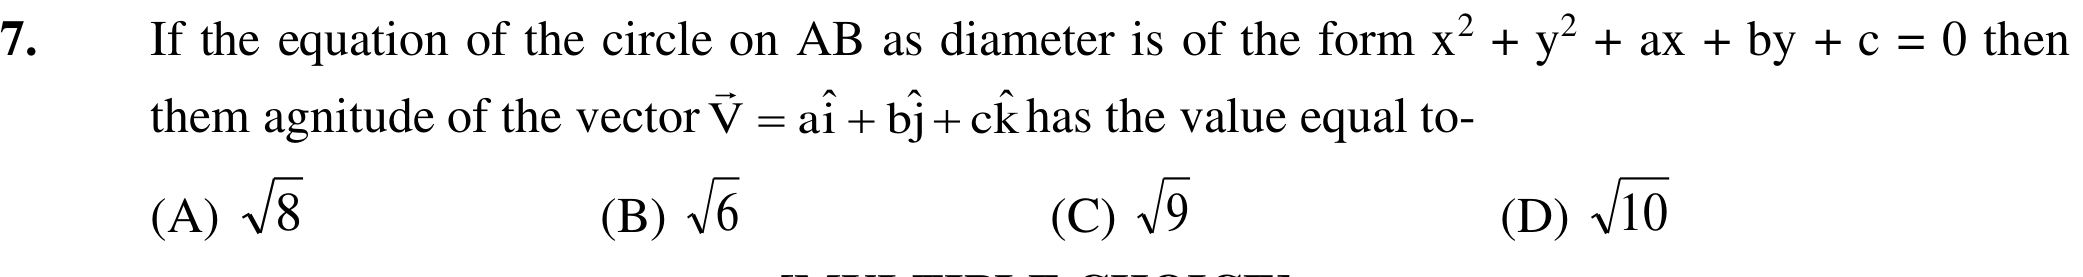 7. If the equation of the circle on AB as diameter is of the form x² + y² + ax + by + c = 0 then
them agnitude of the vector V⃗ = aî + bĵ + ck̂ has the value equal to-
(A) √8 (B) √6 (C) √9 (D) √10